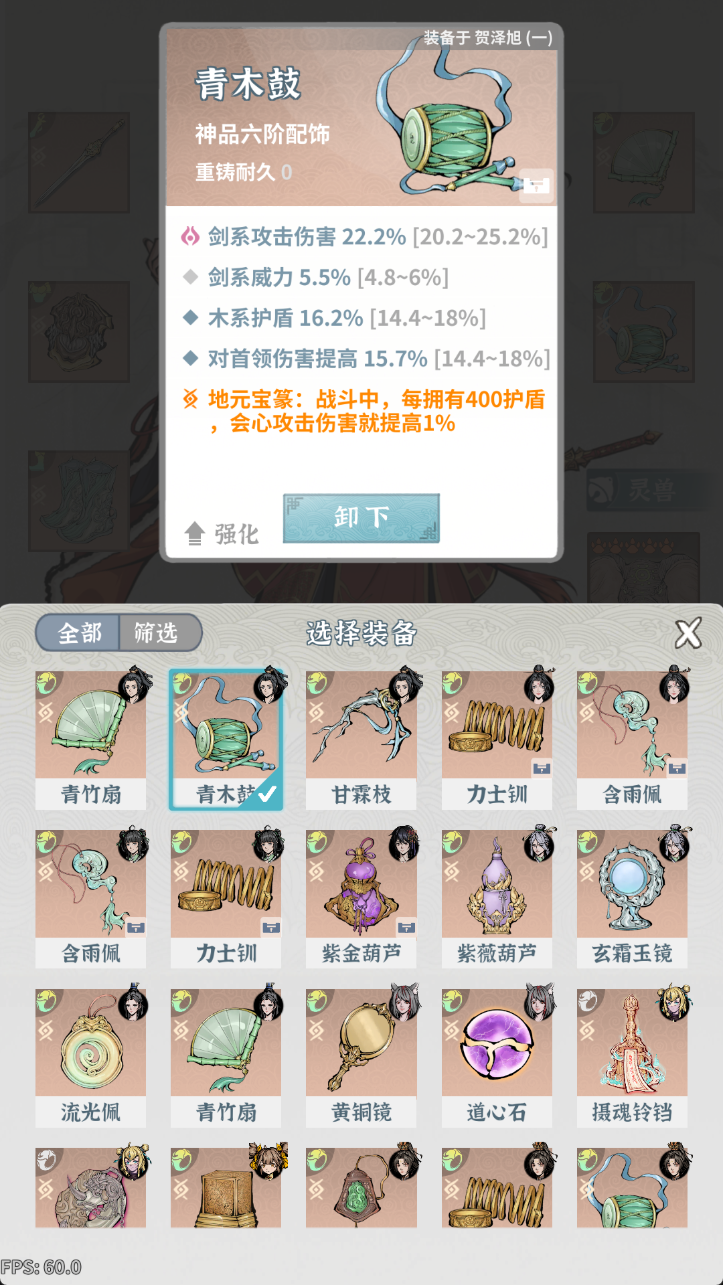 装备于 贺泽旭 (一)
青木鼓
神品六阶配饰
重铸耐久 0
剑系攻击伤害 22.2% [20.2~25.2%]
剑系威力 5.5% [4.8~6%]
木系护盾 16.2% [14.4~18%]
对首领伤害提高 15.7% [14.4~18%]
地元宝篆：战斗中，每拥有400护盾
，会心攻击伤害就提高1%
强化
卸下
灵兽
全部
筛选
选择装备
X
青竹扇
青木鼓
甘霖枝
力士钏
含雨佩
含雨佩
力士钏
紫金葫芦
紫薇葫芦
玄霜玉镜
流光佩
青竹扇
黄铜镜
道心石
摄魂铃铛
FPS: 60.0